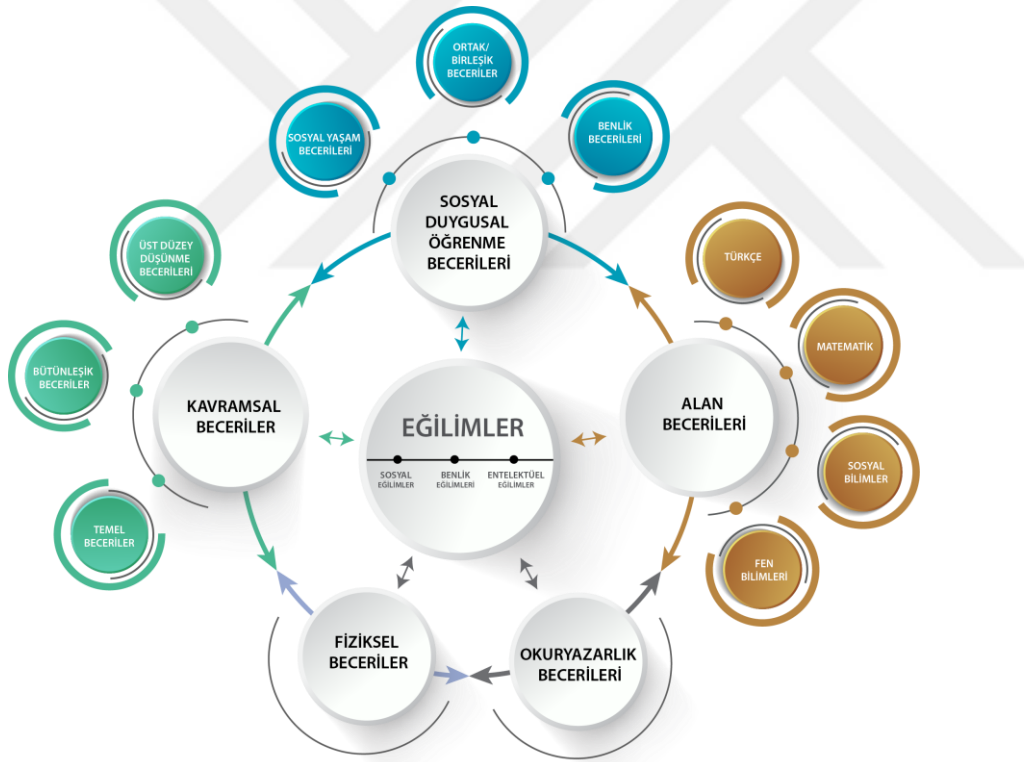 ORTAK/
BİRLEŞİK
BECERİLER
SOSYAL YAŞAM
BECERİLERİ
BENLİK
BECERİLERİ
SOSYAL
DUYGUSAL
ÖĞRENME
BECERİLERİ
ÜST DÜZEY
DÜŞÜNME
BECERİLERİ
BÜTÜNLEŞİK
BECERİLER
TEMEL
BECERİLER
KAVRAMSAL
BECERİLER
EĞİLİMLER
SOSYAL
EĞİLİMLER
BENLİK
EĞİLİMLERİ
ENTELEKTÜEL
EĞİLİMLER
ALAN
BECERİLERİ
TÜRKÇE
MATEMATİK
SOSYAL
BİLİMLER
FEN
BİLİMLERİ
FİZİKSEL
BECERİLER
OKURYAZARLIK
BECERİLERİ